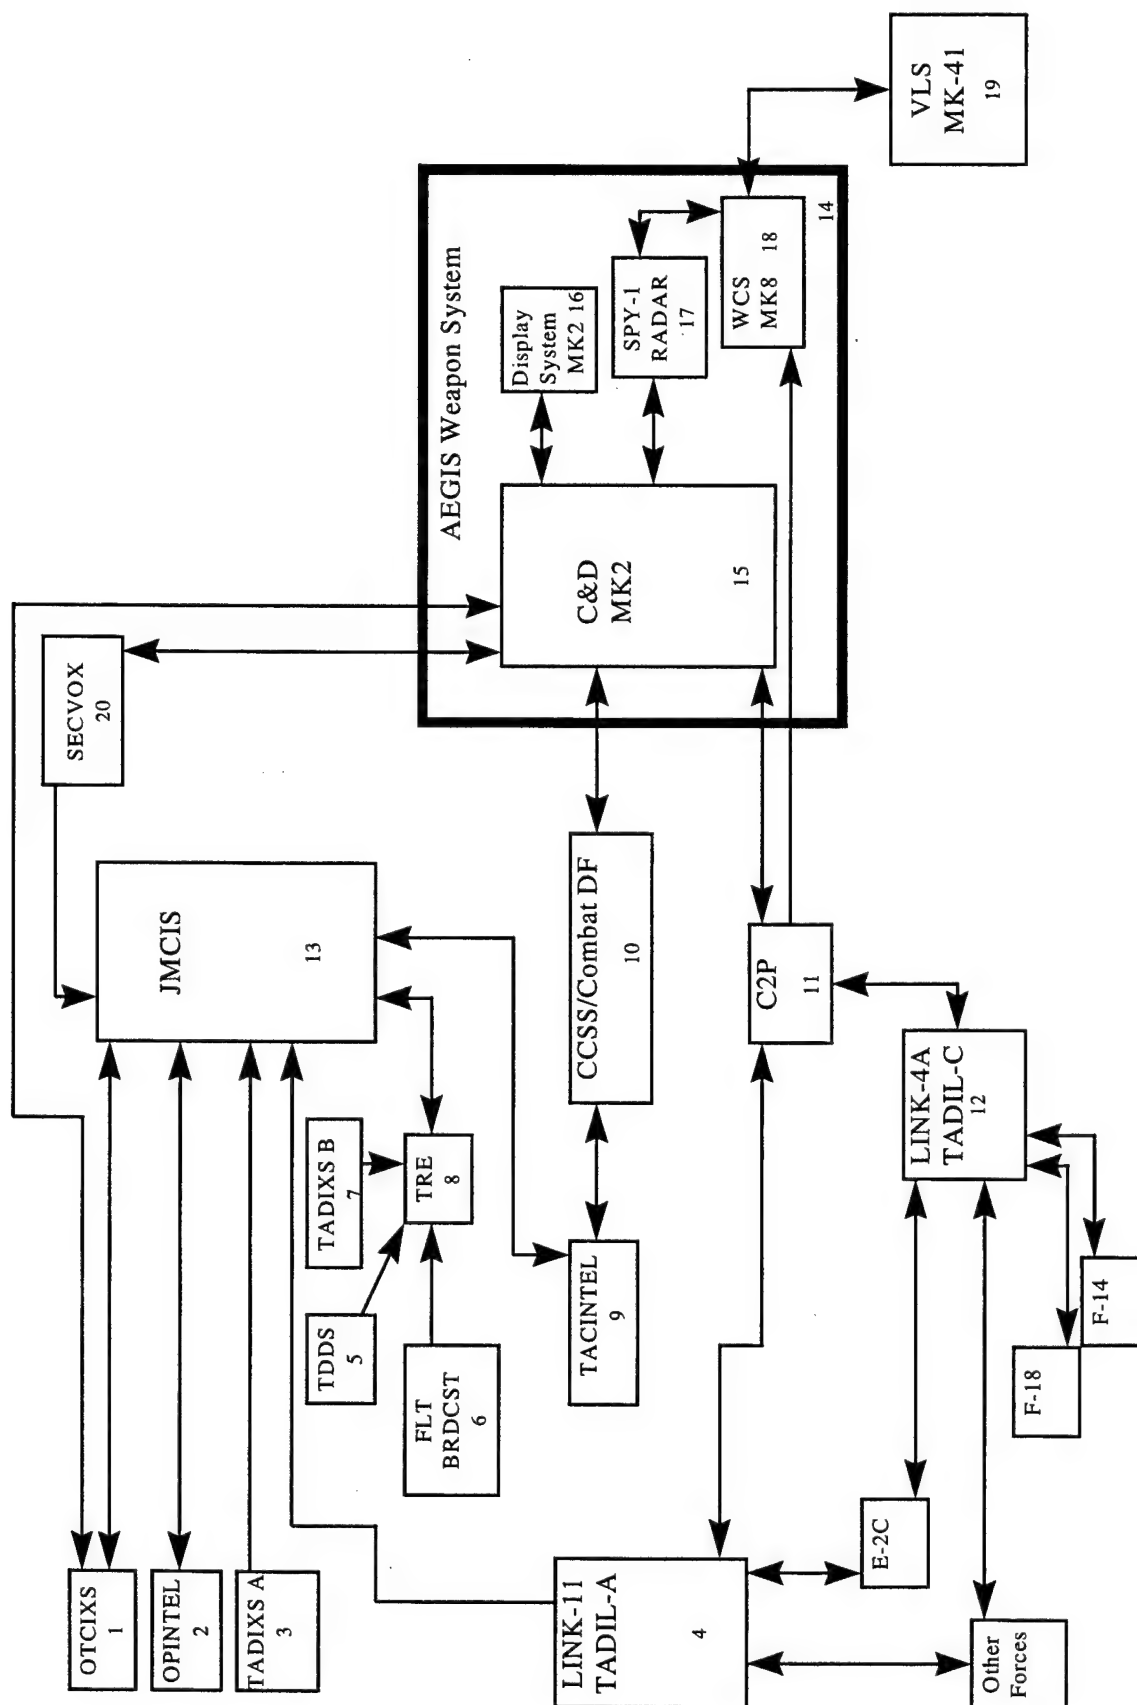 OTCIXS
1
OPINTEL
2
TADIXS A
3
LINK-11
TADIL-A
4
TDDS
5
FLT
BRDCST
6
TADIXS B
7
TRE
8
TACINTEL
9
CCSS/Combat DF
10
C2P
11
LINK-4A
TADIL-C
12
JMCIS
13
SECVOX
20
AEGIS Weapon System
14
C&D
MK2
15
Display
System
MK2 16
SPY-1
RADAR
17
WCS
MK8
18
VLS
MK-41
19
E-2C
Other
Forces
F-18
F-14